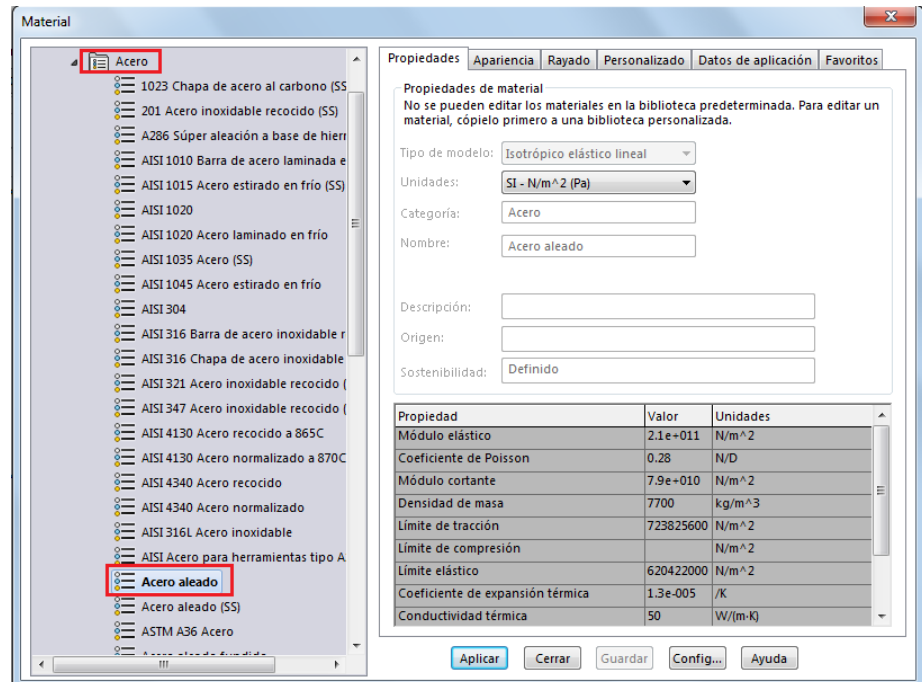 Material
Acero
1023 Chapa de acero al carbono (SS
201 Acero inoxidable recocido (SS)
A286 Súper aleación a base de hierr
AISI 1010 Barra de acero laminada e
AISI 1015 Acero estirado en frío (SS)
AISI 1020
AISI 1020 Acero laminado en frío
AISI 1035 Acero (SS)
AISI 1045 Acero estirado en frío
AISI 304
AISI 316 Barra de acero inoxidable r
AISI 316 Chapa de acero inoxidable
AISI 321 Acero inoxidable recocido (
AISI 347 Acero inoxidable recocido (
AISI 4130 Acero recocido a 865C
AISI 4130 Acero normalizado a 870C
AISI 4340 Acero recocido
AISI 4340 Acero normalizado
AISI 316L Acero inoxidable
AISI Acero para herramientas tipo A
Acero aleado
Acero aleado (SS)
ASTM A36 Acero
Acero aleado fundido
Propiedades Apariencia Rayado Personalizado Datos de aplicación Favoritos
Propiedades de material
No se pueden editar los materiales en la biblioteca predeterminada. Para editar un
material, cópielo primero a una biblioteca personalizada.
Tipo de modelo: Isotrópico elástico lineal
Unidades: SI - N/m^2 (Pa)
Categoría: Acero
Nombre: Acero aleado
Descripción:
Origen:
Sostenibilidad: Definido
Propiedad Valor Unidades
Módulo elástico 2.1e+011 N/m^2
Coeficiente de Poisson 0.28 N/D
Módulo cortante 7.9e+010 N/m^2
Densidad de masa 7700 kg/m^3
Límite de tracción 723825600 N/m^2
Límite de compresión N/m^2
Límite elástico 620422000 N/m^2
Coeficiente de expansión térmica 1.3e-005 /K
Conductividad térmica 50 W/(m·K)
Aplicar Cerrar Guardar Config... Ayuda